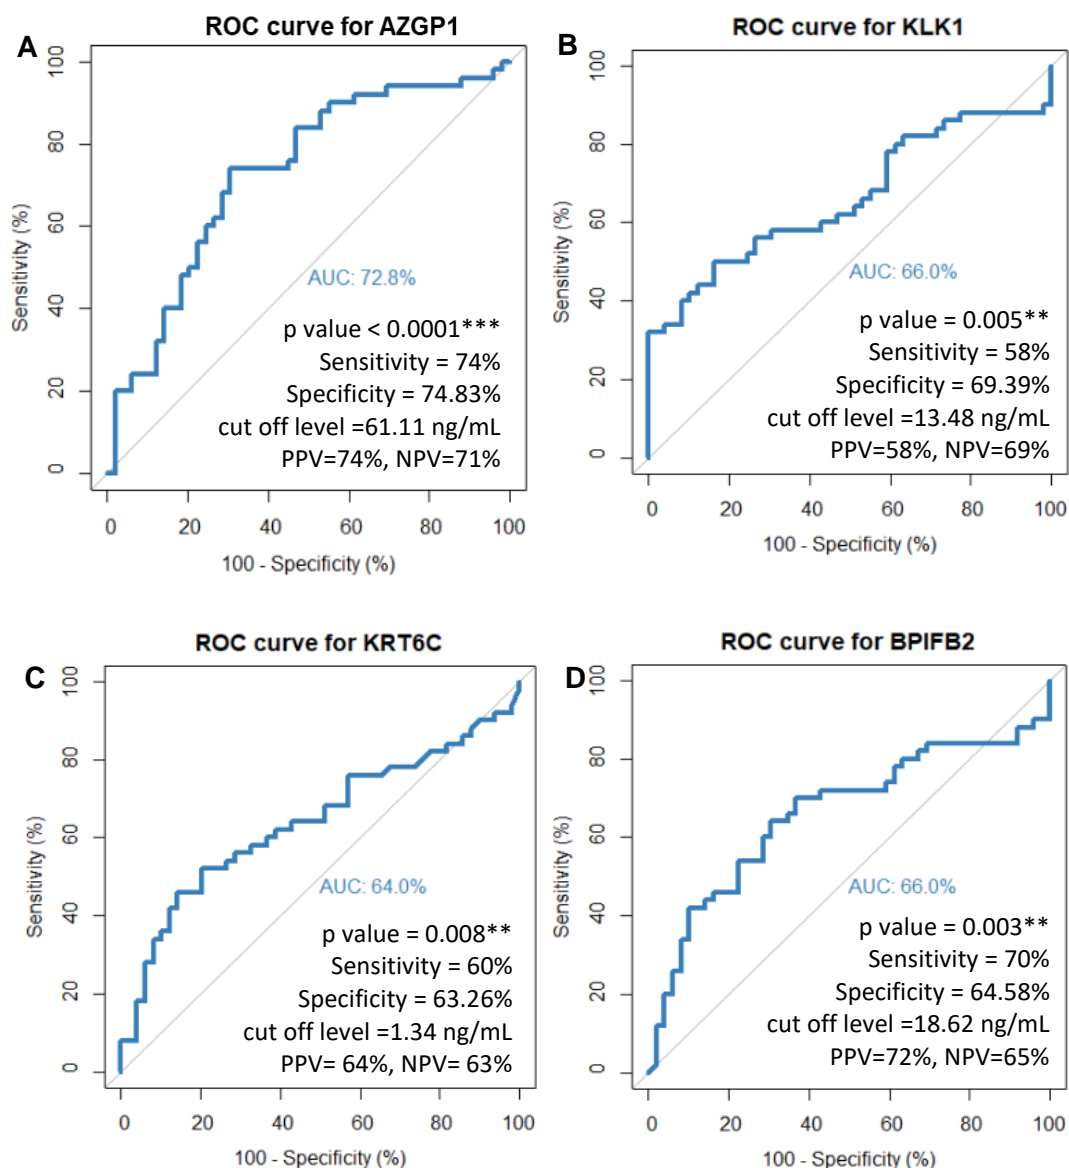 A
ROC curve for AZGP1
Sensitivity (%)
0 20 40 60 80 100
AUC: 72.8%
p value < 0.0001***
Sensitivity = 74%
Specificity = 74.83%
cut off level =61.11 ng/mL
PPV=74%, NPV=71%
0 20 40 60 80 100
100 - Specificity (%)
B
ROC curve for KLK1
Sensitivity (%)
0 20 40 60 80 100
AUC: 66.0%
p value = 0.005**
Sensitivity = 58%
Specificity = 69.39%
cut off level =13.48 ng/mL
PPV=58%, NPV=69%
0 20 40 60 80 100
100 - Specificity (%)
C
ROC curve for KRT6C
Sensitivity (%)
0 20 40 60 80 100
AUC: 64.0%
p value = 0.008**
Sensitivity = 60%
Specificity = 63.26%
cut off level =1.34 ng/mL
PPV= 64%, NPV= 63%
0 20 40 60 80 100
100 - Specificity (%)
D
ROC curve for BPIFB2
Sensitivity (%)
0 20 40 60 80 100
AUC: 66.0%
p value = 0.003**
Sensitivity = 70%
Specificity = 64.58%
cut off level =18.62 ng/mL
PPV=72%, NPV=65%
0 20 40 60 80 100
100 - Specificity (%)